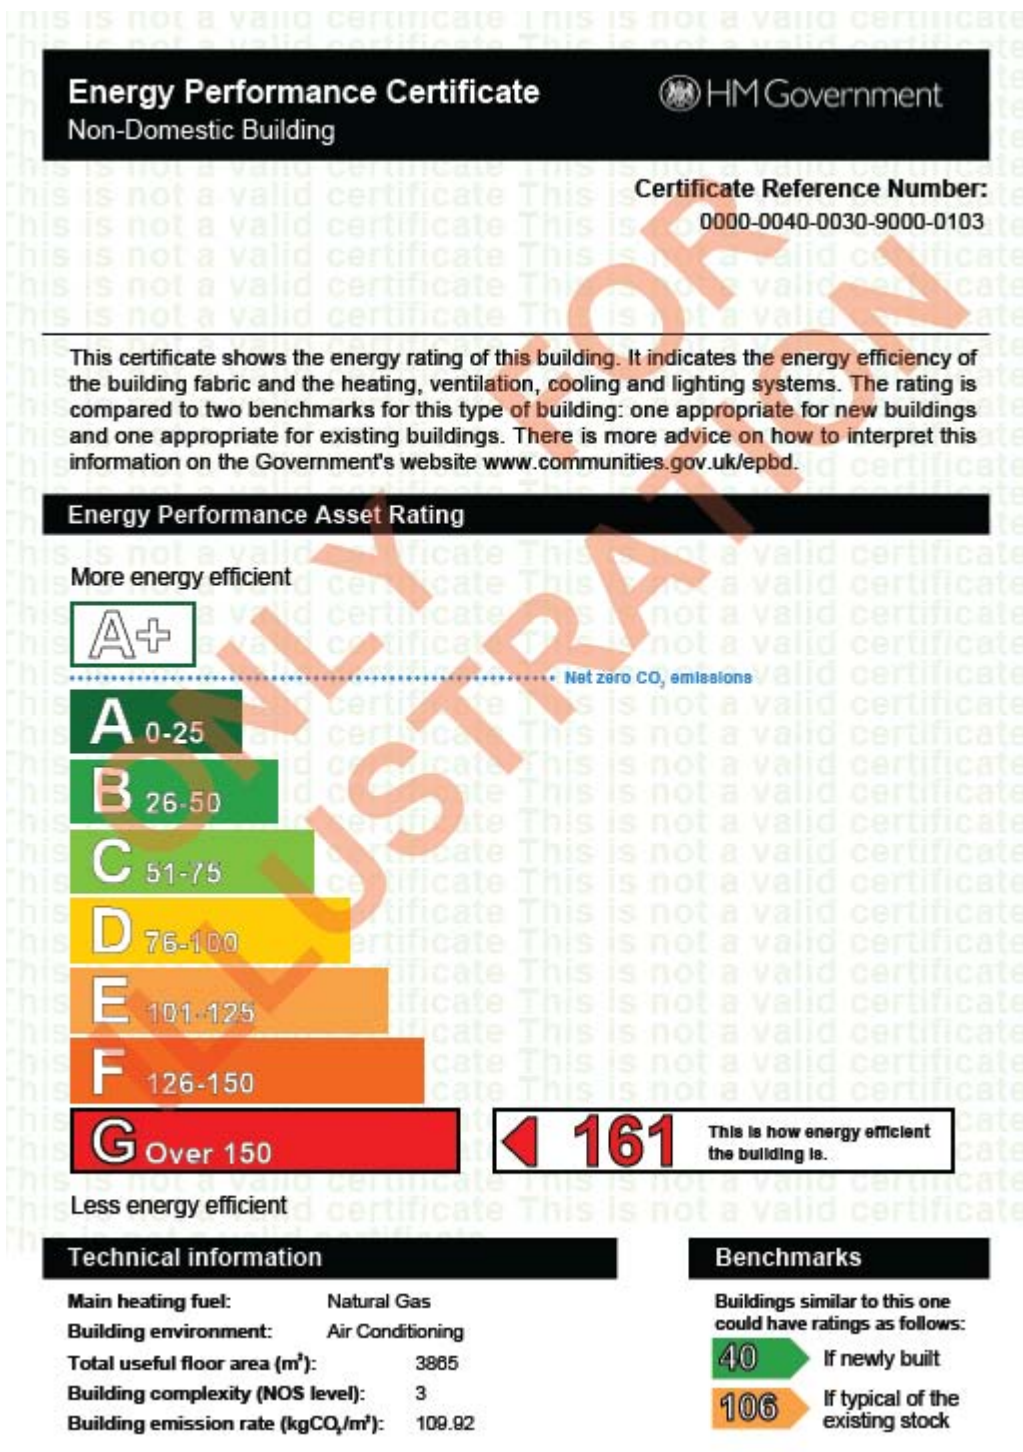 Energy Performance Certificate
HM Government
Non-Domestic Building
Certificate Reference Number:
0000-0040-0030-9000-0103
This certificate shows the energy rating of this building. It indicates the energy efficiency of
the building fabric and the heating, ventilation, cooling and lighting systems. The rating is
compared to two benchmarks for this type of building: one appropriate for new buildings
and one appropriate for existing buildings. There is more advice on how to interpret this
information on the Government's website www.communities.gov.uk/epbd.
Energy Performance Asset Rating
More energy efficient
A+
Net zero CO₂ emissions
A 0-25
B 26-50
C 51-75
D 76-100
E 101-125
F 126-150
G Over 150
161
This is how energy efficient
the building is.
Less energy efficient
Technical information
Main heating fuel: Natural Gas
Building environment: Air Conditioning
Total useful floor area (m²): 3865
Building complexity (NOS level): 3
Building emission rate (kgCO₂/m²): 109.92
Benchmarks
Buildings similar to this one
could have ratings as follows:
40 If newly built
106 If typical of the
existing stock
ONLY FOR
ILLUSTRATION
This is not a valid certificate